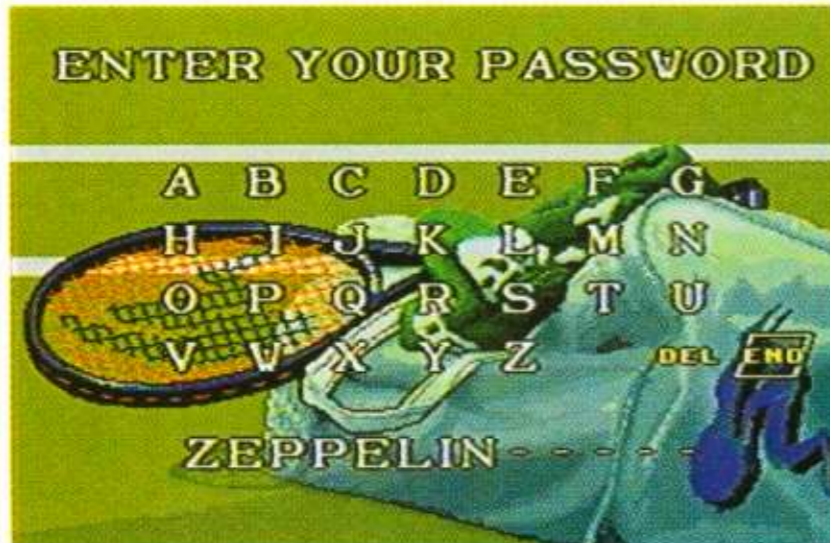 ENTER YOUR PASSWORD
A B C D E F G
H I J K L M N
O P Q R S T U
V W X Y Z DEL END
ZEPPELIN-----